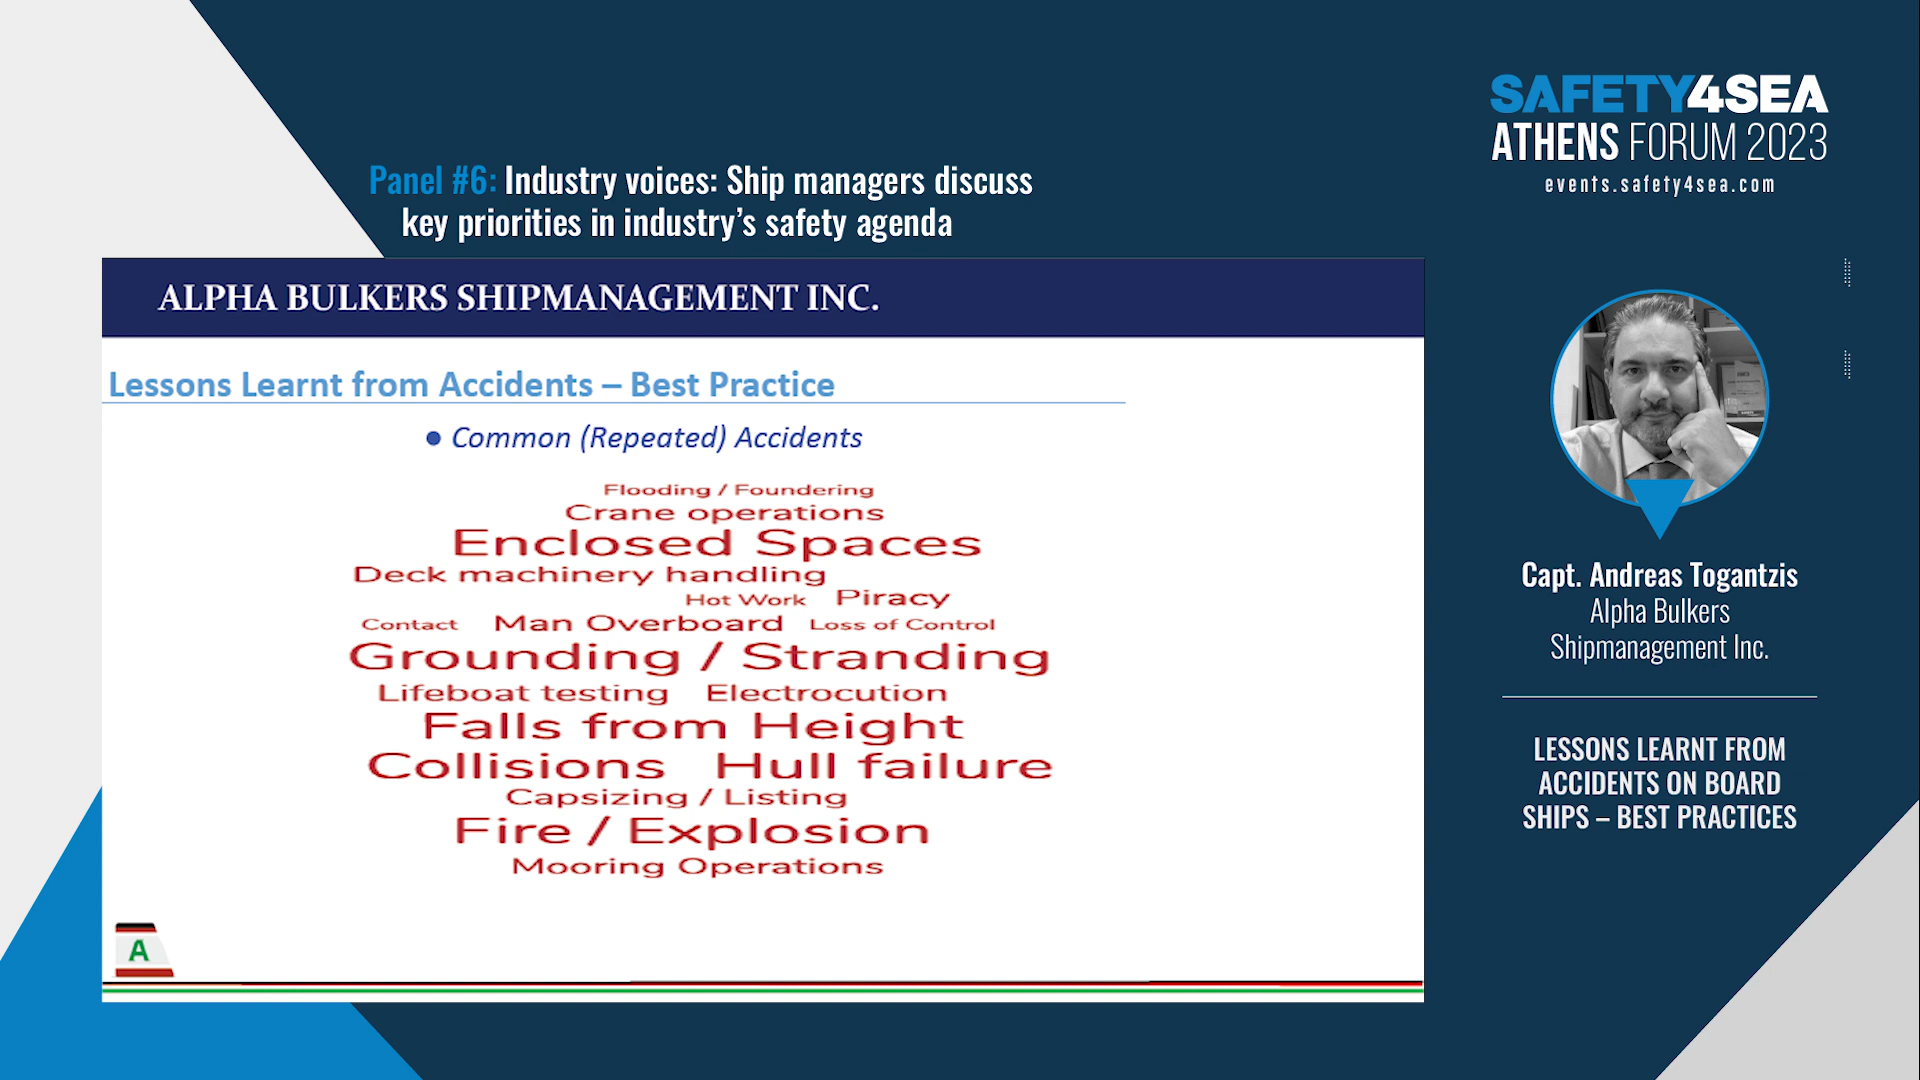 SAFETY4SEA
ATHENS FORUM 2023
events.safety4sea.com
Panel #6: Industry voices: Ship managers discuss
key priorities in industry’s safety agenda
ALPHA BULKERS SHIPMANAGEMENT INC.
Lessons Learnt from Accidents – Best Practice
● Common (Repeated) Accidents
Flooding / Foundering
Crane operations
Enclosed Spaces
Deck machinery handling
Hot Work Piracy
Contact Man Overboard Loss of Control
Grounding / Stranding
Lifeboat testing Electrocution
Falls from Height
Collisions Hull failure
Capsizing / Listing
Fire / Explosion
Mooring Operations
A
Capt. Andreas Togantzis
Alpha Bulkers
Shipmanagement Inc.
LESSONS LEARNT FROM
ACCIDENTS ON BOARD
SHIPS – BEST PRACTICES